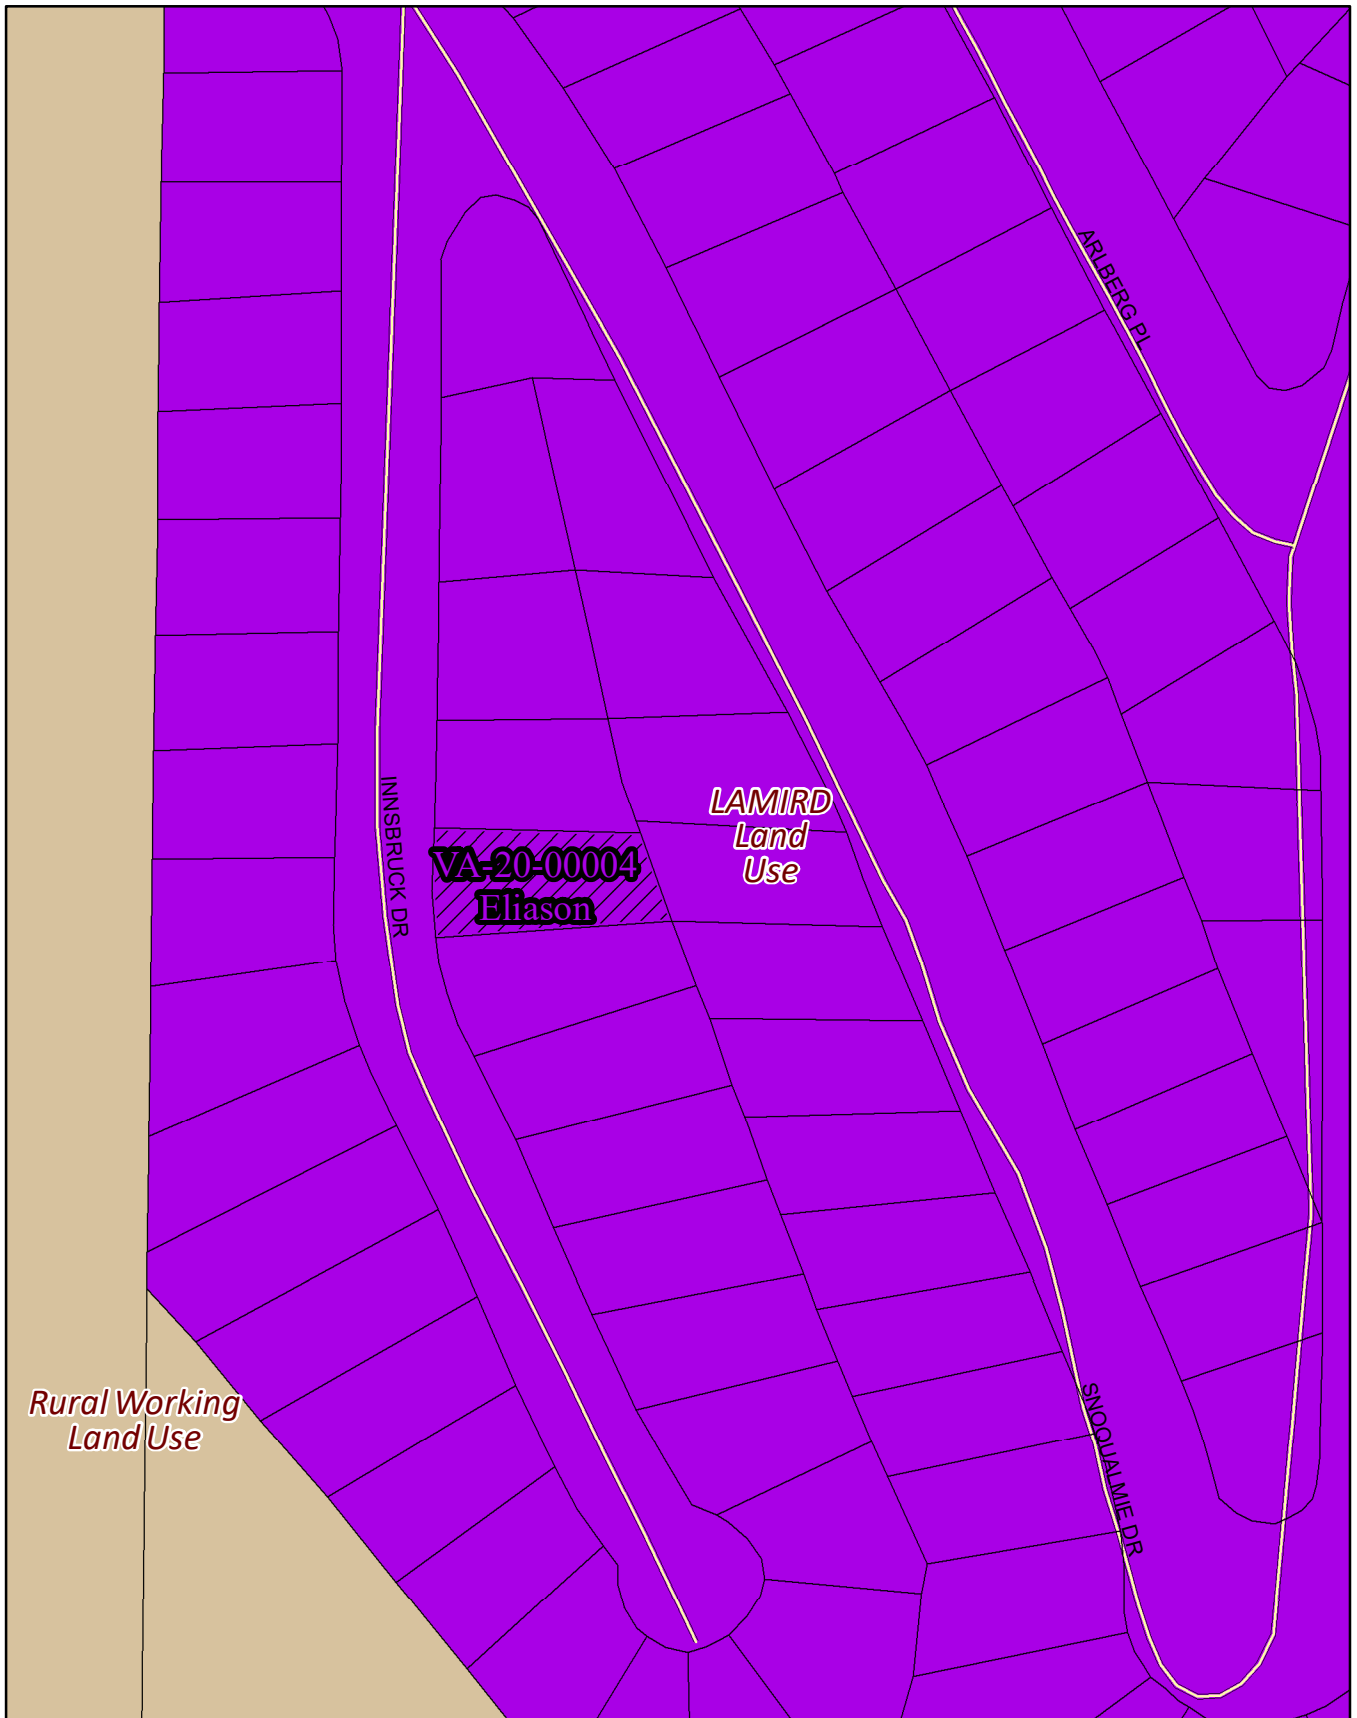 ARLBERG PL
INNSBRUCK DR
LAMIRD
Land
Use
VA-20-00004
Eliason
Rural Working
Land Use
SNOQUALMIE DR